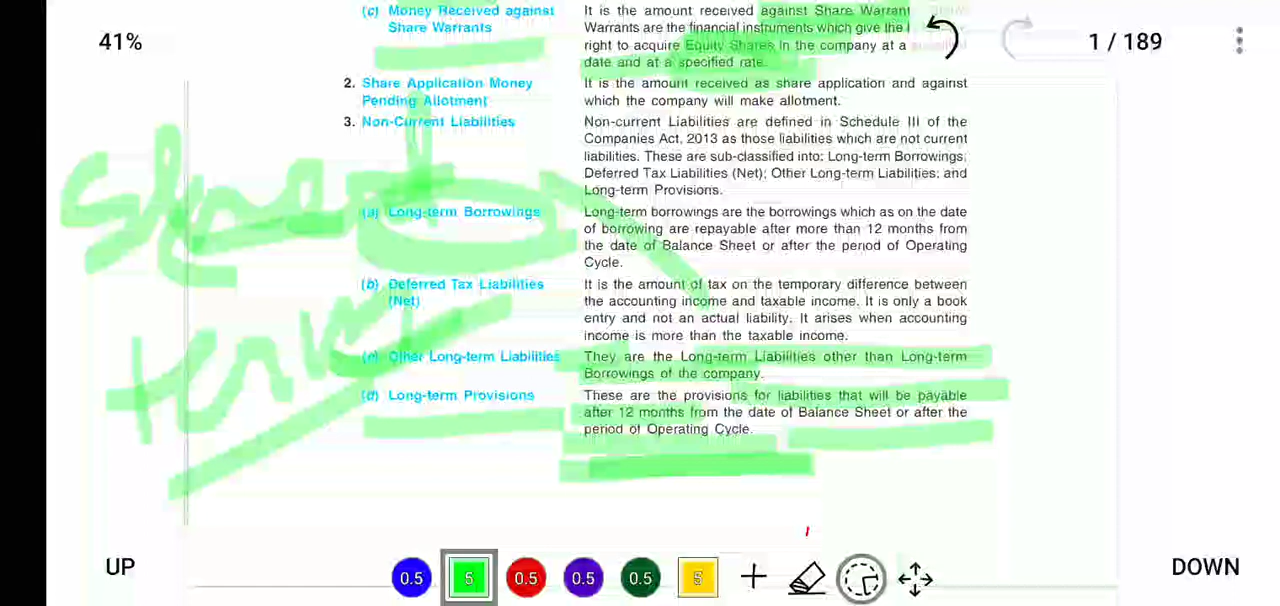 41%
1 / 189
(c) Money Received against Share Warrants
It is the amount received against Share Warrant
Warrants are the financial instruments which give the
right to acquire Equity Shares in the company at a
date and at a specified rate.
2. Share Application Money Pending Allotment
It is the amount received as share application and against
which the company will make allotment.
3. Non-Current Liabilities
Non-current Liabilities are defined in Schedule III of the
Companies Act, 2013 as those liabilities which are not current
liabilities. These are sub-classified into: Long-term Borrowings;
Deferred Tax Liabilities (Net); Other Long-term Liabilities; and
Long-term Provisions.
(a) Long-term Borrowings
Long-term borrowings are the borrowings which as on the date
of borrowing are repayable after more than 12 months from
the date of Balance Sheet or after the period of Operating
Cycle.
(b) Deferred Tax Liabilities (Net)
It is the amount of tax on the temporary difference between
the accounting income and taxable income. It is only a book
entry and not an actual liability. It arises when accounting
income is more than the taxable income.
(c) Other Long-term Liabilities
They are the Long-term Liabilities other than Long-term
Borrowings of the company.
(d) Long-term Provisions
These are the provisions for liabilities that will be payable
after 12 months from the date of Balance Sheet or after the
period of Operating Cycle.
term
UP
0.5
5
0.5
0.5
0.5
5
DOWN